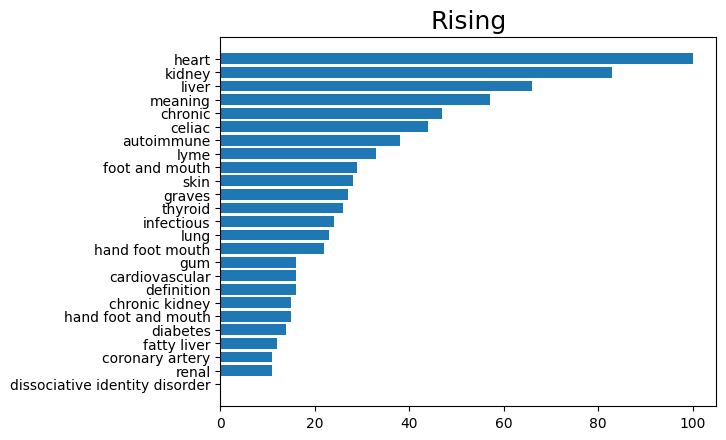 Rising
heart
kidney
liver
meaning
chronic
celiac
autoimmune
lyme
foot and mouth
skin
graves
thyroid
infectious
lung
hand foot mouth
gum
cardiovascular
definition
chronic kidney
hand foot and mouth
diabetes
fatty liver
coronary artery
renal
dissociative identity disorder
0 20 40 60 80 100